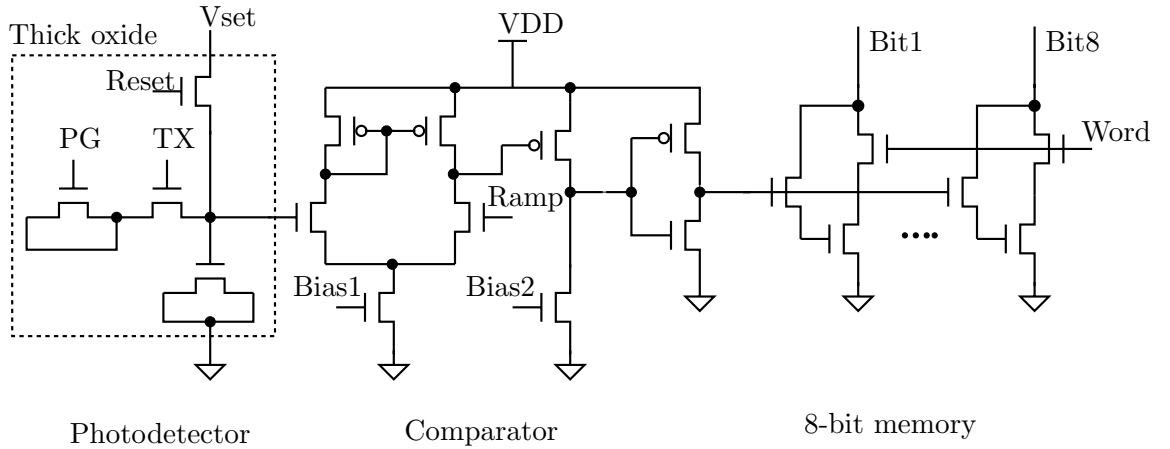 Vset
Thick oxide
VDD
Bit1
Bit8
Reset
PG
TX
Word
Ramp
Bias1
Bias2
Photodetector
Comparator
8-bit memory